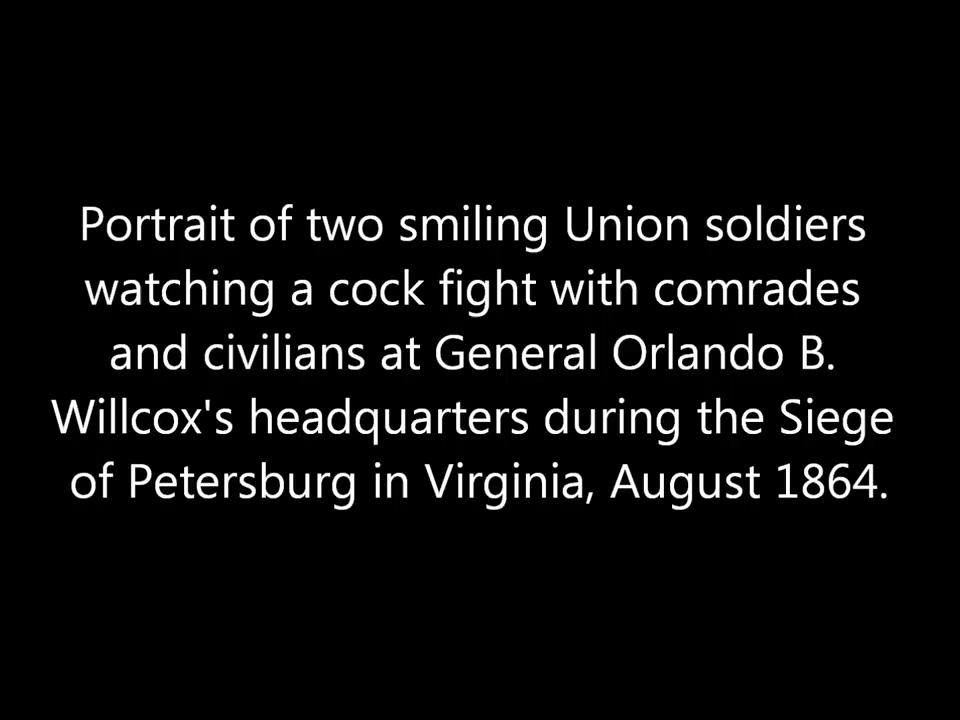 Portrait of two smiling Union soldiers
watching a cock fight with comrades
and civilians at General Orlando B.
Willcox's headquarters during the Siege
of Petersburg in Virginia, August 1864.